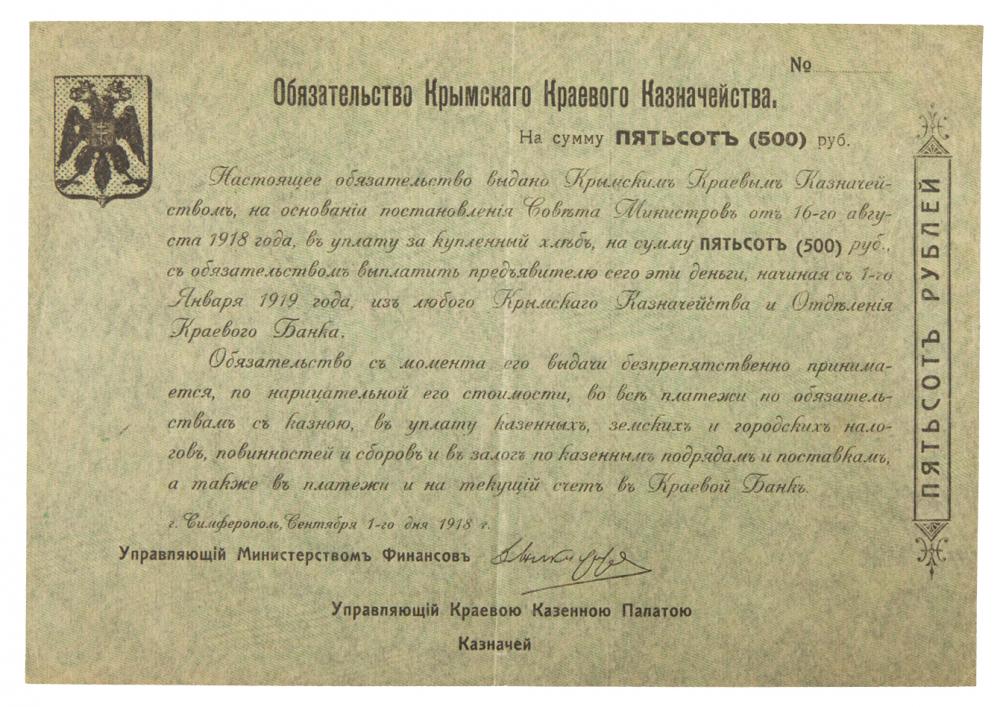 №
Обязательство Крымскаго Краевого Казначейства.
На сумму ПЯТЬСОТЪ (500) руб.
Настоящее обязательство выдано Крымскимъ Краевымъ Казначей-
ствомъ, на основаніи постановленія Совѣта Министровъ отъ 16-го авгу-
ста 1918 года, въ уплату за купленный хлѣбъ, на сумму ПЯТЬСОТЪ (500) руб.,
съ обязательствомъ выплатить предъявителю сего эти деньги, начиная съ 1-го
Января 1919 года, изъ любого Крымскаго Казначейства и Отдѣленія
Краевого Банка.
Обязательство съ момента его выдачи безпрепятственно принима-
ется, по нарицательной его стоимости, во всѣ платежи по обязатель-
ствамъ съ казною, въ уплату казенныхъ, земскихъ и городскихъ нало-
говъ, повинностей и сборовъ и въ залогъ по казеннымъ подрядамъ и поставкамъ,
а также въ платежи и на текущій счетъ въ Краевой Банкъ.
г. Симферополь, Сентября 1-го дня 1918 г.
Управляющій Министерствомъ Финансовъ
Управляющій Краевою Казенною Палатою
Казначей
ПЯТЬСОТЪ РУБЛЕЙ